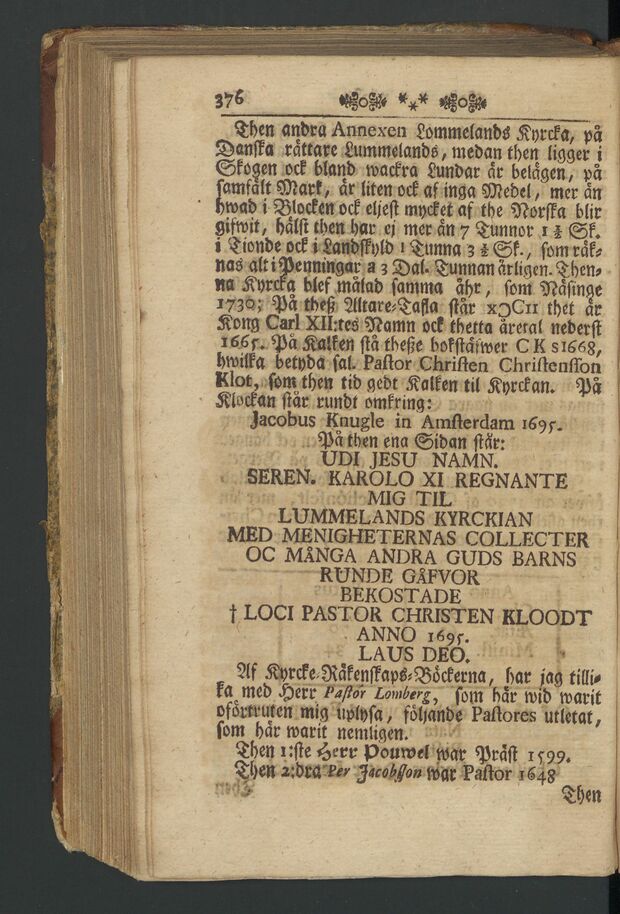 376
Then andra Annexen Lommelands Kyrcka, på
Danska rättare Lummelands, medan then ligger i
Skogen ock bland wackra Lundar är belägen, på
samfält Mark, är liten ock af inga Medel, mer än
hwad i Blocken ock eljest mycket af the Norska blir
gifwit, hälst then har ej mer än 7 Tunnor 1 ½ Sk.
i Tionde ock i Landskyld 1 Tunna 3 ½ Sk., som räk-
nas alt i Penningar a 3 Dal. Tunnan årligen. Then-
na Kyrcka blef målad samma åhr, som Näsinge
1730; På theß Altare-Tafla står XƆCII thet är
Kong Carl XII:tes Namn ock thetta åretal nederst
1665. På Kalken stå theße bokstäfwer C K s1668,
hwilka betyda sal. Pastor Christen Christensson
Klot, som then tid gedt Kalken til Kyrckan. På
Klockan står rundt omkring:
Jacobus Knugle in Amsterdam 1695.
På then ena Sidan står:
UDI JESU NAMN.
SEREN. KAROLO XI REGNANTE
MIG TIL
LUMMELANDS KYRCKIAN
MED MENIGHETERNAS COLLECTER
OC MÅNGA ANDRA GUDS BARNS
RUNDE GÅFVOR
BEKOSTADE
† LOCI PASTOR CHRISTEN KLOODT
ANNO 1695.
LAUS DEO.
Af Kyrcke-Räkenskaps-Böckerna, har jag tilli-
ka med Herr Pastor Lomberg, som här wid warit
oförtruten mig uplysa, följande Pastores utletat,
som här warit nemligen.
Then 1:ste Herr Pouwel war Präst 1599.
Then 2:dra Per Jacobsson war Pastor 1648
Then